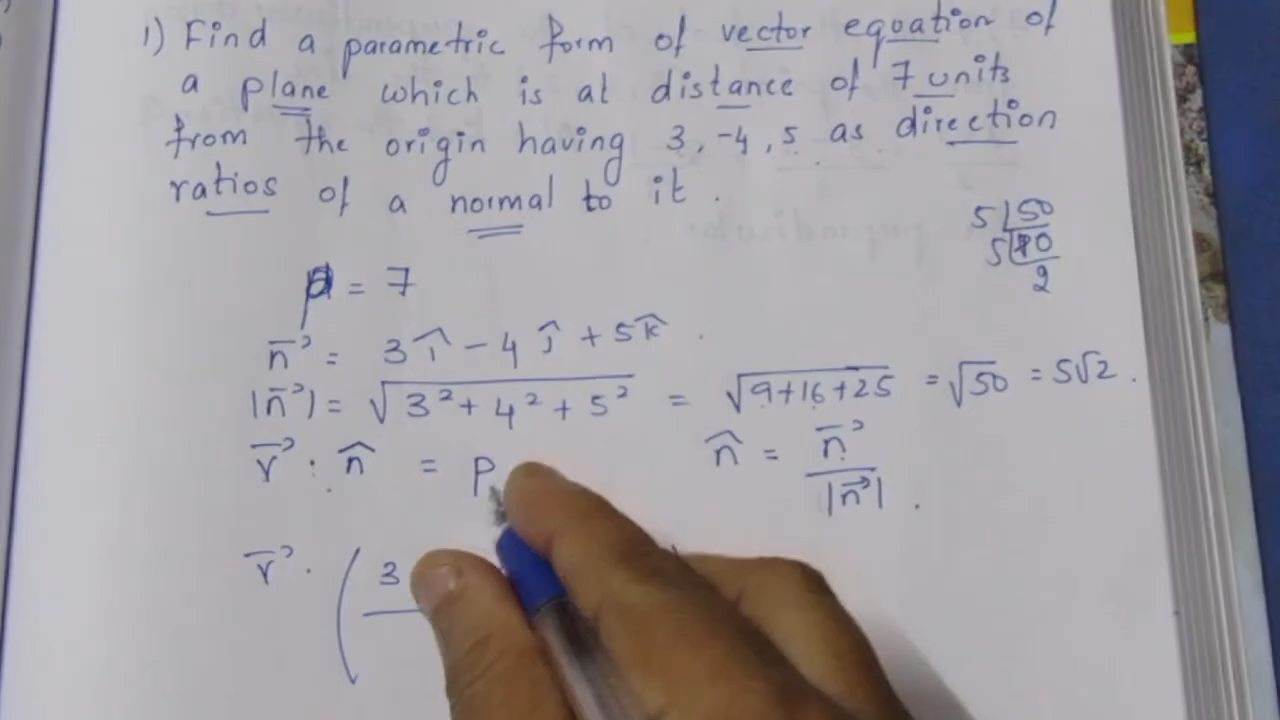 1) Find a parametric form of vector equation of
a plane which is at distance of 7 units
from the origin having 3, -4, 5 as direction
ratios of a normal to it.
5 | 50
5 | 10
2
p = 7
n⃗ = 3î - 4ĵ + 5k̂.
|n⃗| = √(3² + 4² + 5²) = √(9+16+25) = √50 = 5√2.
r⃗ . n̂ = p
n̂ = n⃗ / |n⃗|.
r⃗ . ( 3